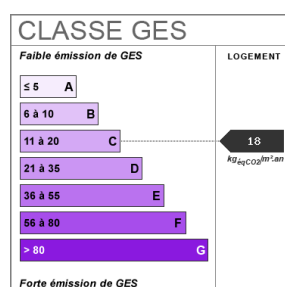 CLASSE GES
Faible émission de GES
LOGEMENT
≤ 5 A
6 à 10 B
11 à 20 C
18
kgéqCO2/m².an
21 à 35 D
36 à 55 E
56 à 80 F
> 80 G
Forte émission de GES